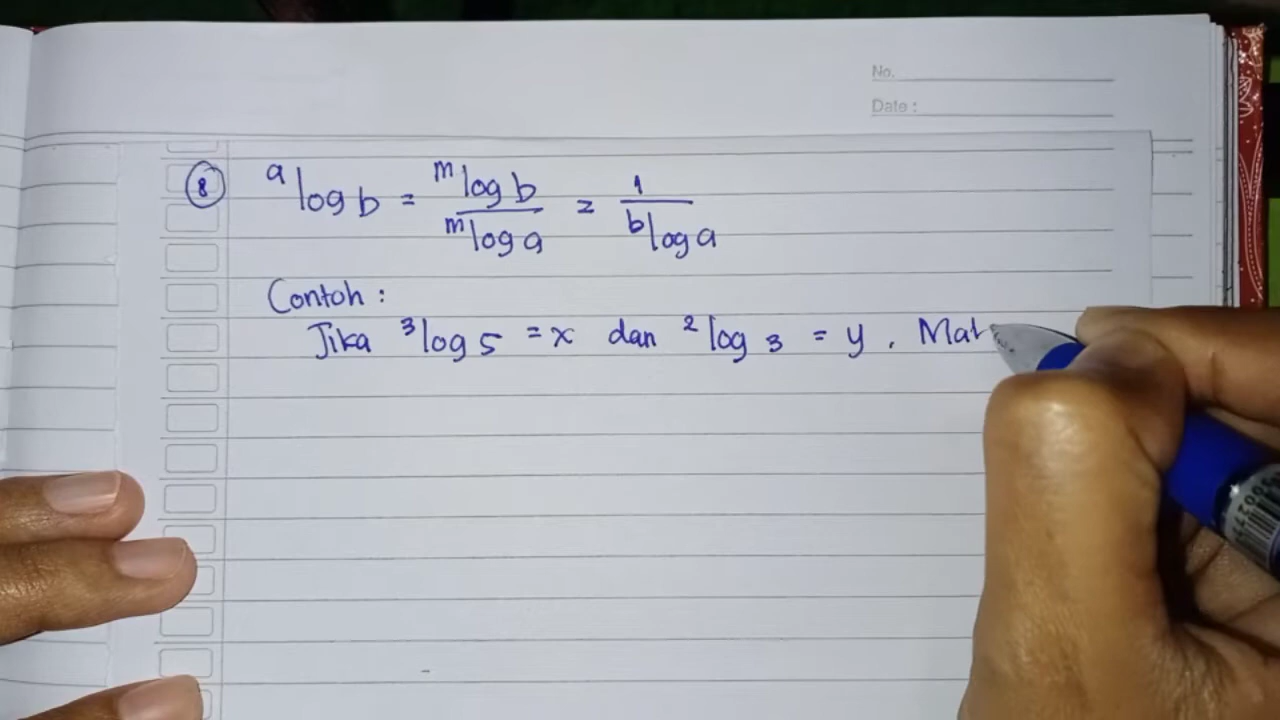 No.
Date :
8 ᵃlog b = ᵐlog b / ᵐlog a = 1 / ᵇlog a
Contoh :
Jika ³log 5 = x dan ²log 3 = y . Mat